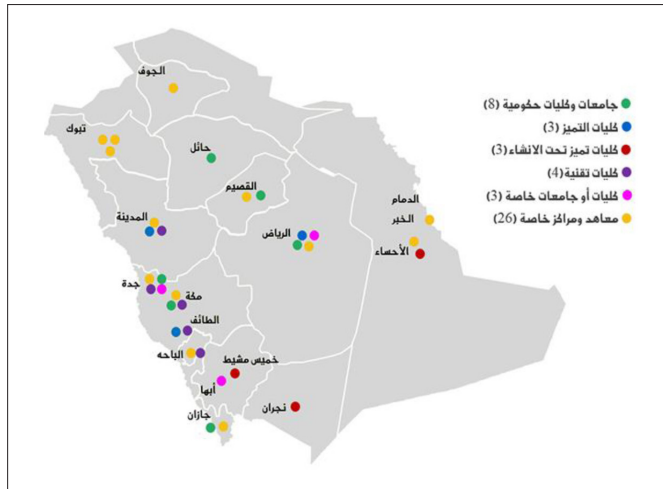 الجوف
تبوك
حائل
القصيم
المدينة
الرياض
الدمام
الخبر
الأحساء
جدة
مكة
الطائف
الباحه
خميس مشيط
أبها
نجران
جازان
جامعات وكليات حكومية (8)
كليات التميز (3)
كليات تميز تحت الانشاء (3)
كليات تقنية(4)
كليات أو جامعات خاصة (3)
معاهد ومراكز خاصة (26)